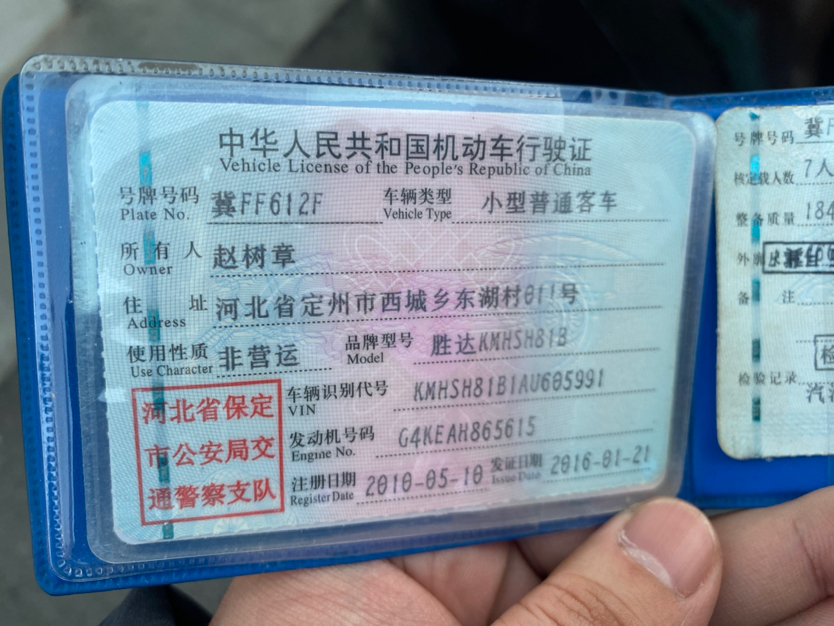 中华人民共和国机动车行驶证
Vehicle License of the People's Republic of China
号牌号码 冀FF612F 车辆类型 小型普通客车
Plate No. Vehicle Type
所有人 赵树章
Owner
住址 河北省定州市西城乡东湖村011号
Address
使用性质 非营运 品牌型号 胜达KMHSH81B
Use Character Model
河北省保定
市公安局交
通警察支队
车辆识别代号 KMHSH81B1AU605991
VIN
发动机号码 G4KEAH865615
Engine No.
注册日期 2010-05-10 发证日期 2016-01-21
Register Date Issue Date
号牌号码 冀F
核定载人数 7人
整备质量 184
外
备注
检
检验记录
汽